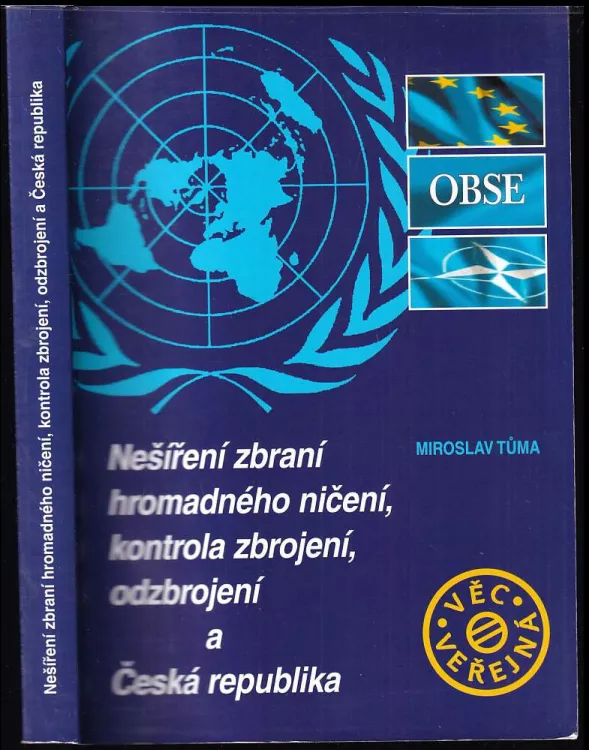 Nešíření zbraní hromadného ničení, kontrola zbrojení, odzbrojení a Česká republika
OBSE
MIROSLAV TŮMA
Nešíření zbraní
hromadného ničení,
kontrola zbrojení,
odzbrojení
a
Česká republika
VĚC
VEŘEJNÁ